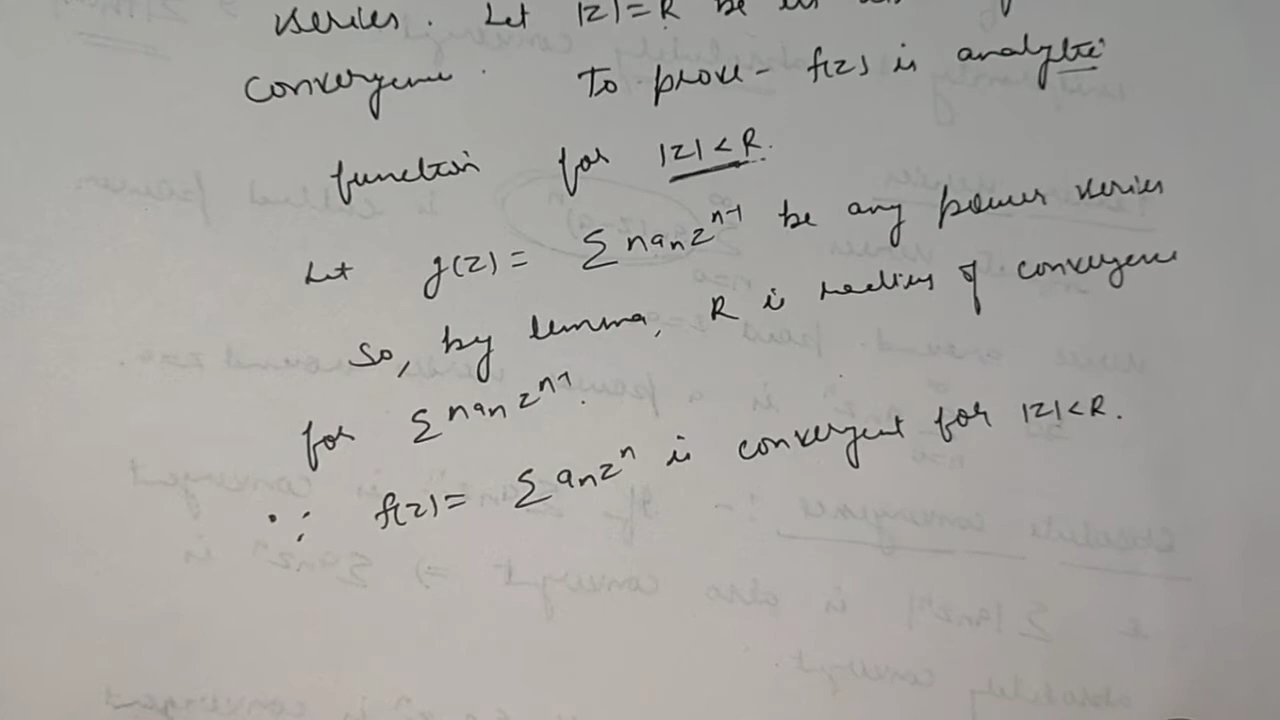 series. Let |z|=R be
convergence. To prove - f(z) is analytic
function for |z|<R.
Let g(z) = Σ n aₙ zⁿ⁻¹ be any power series
so, by lemma, R is radius of convergence
for Σ n aₙ zⁿ⁻¹.
∵ f(z) = Σ aₙ zⁿ is convergent for |z|<R.